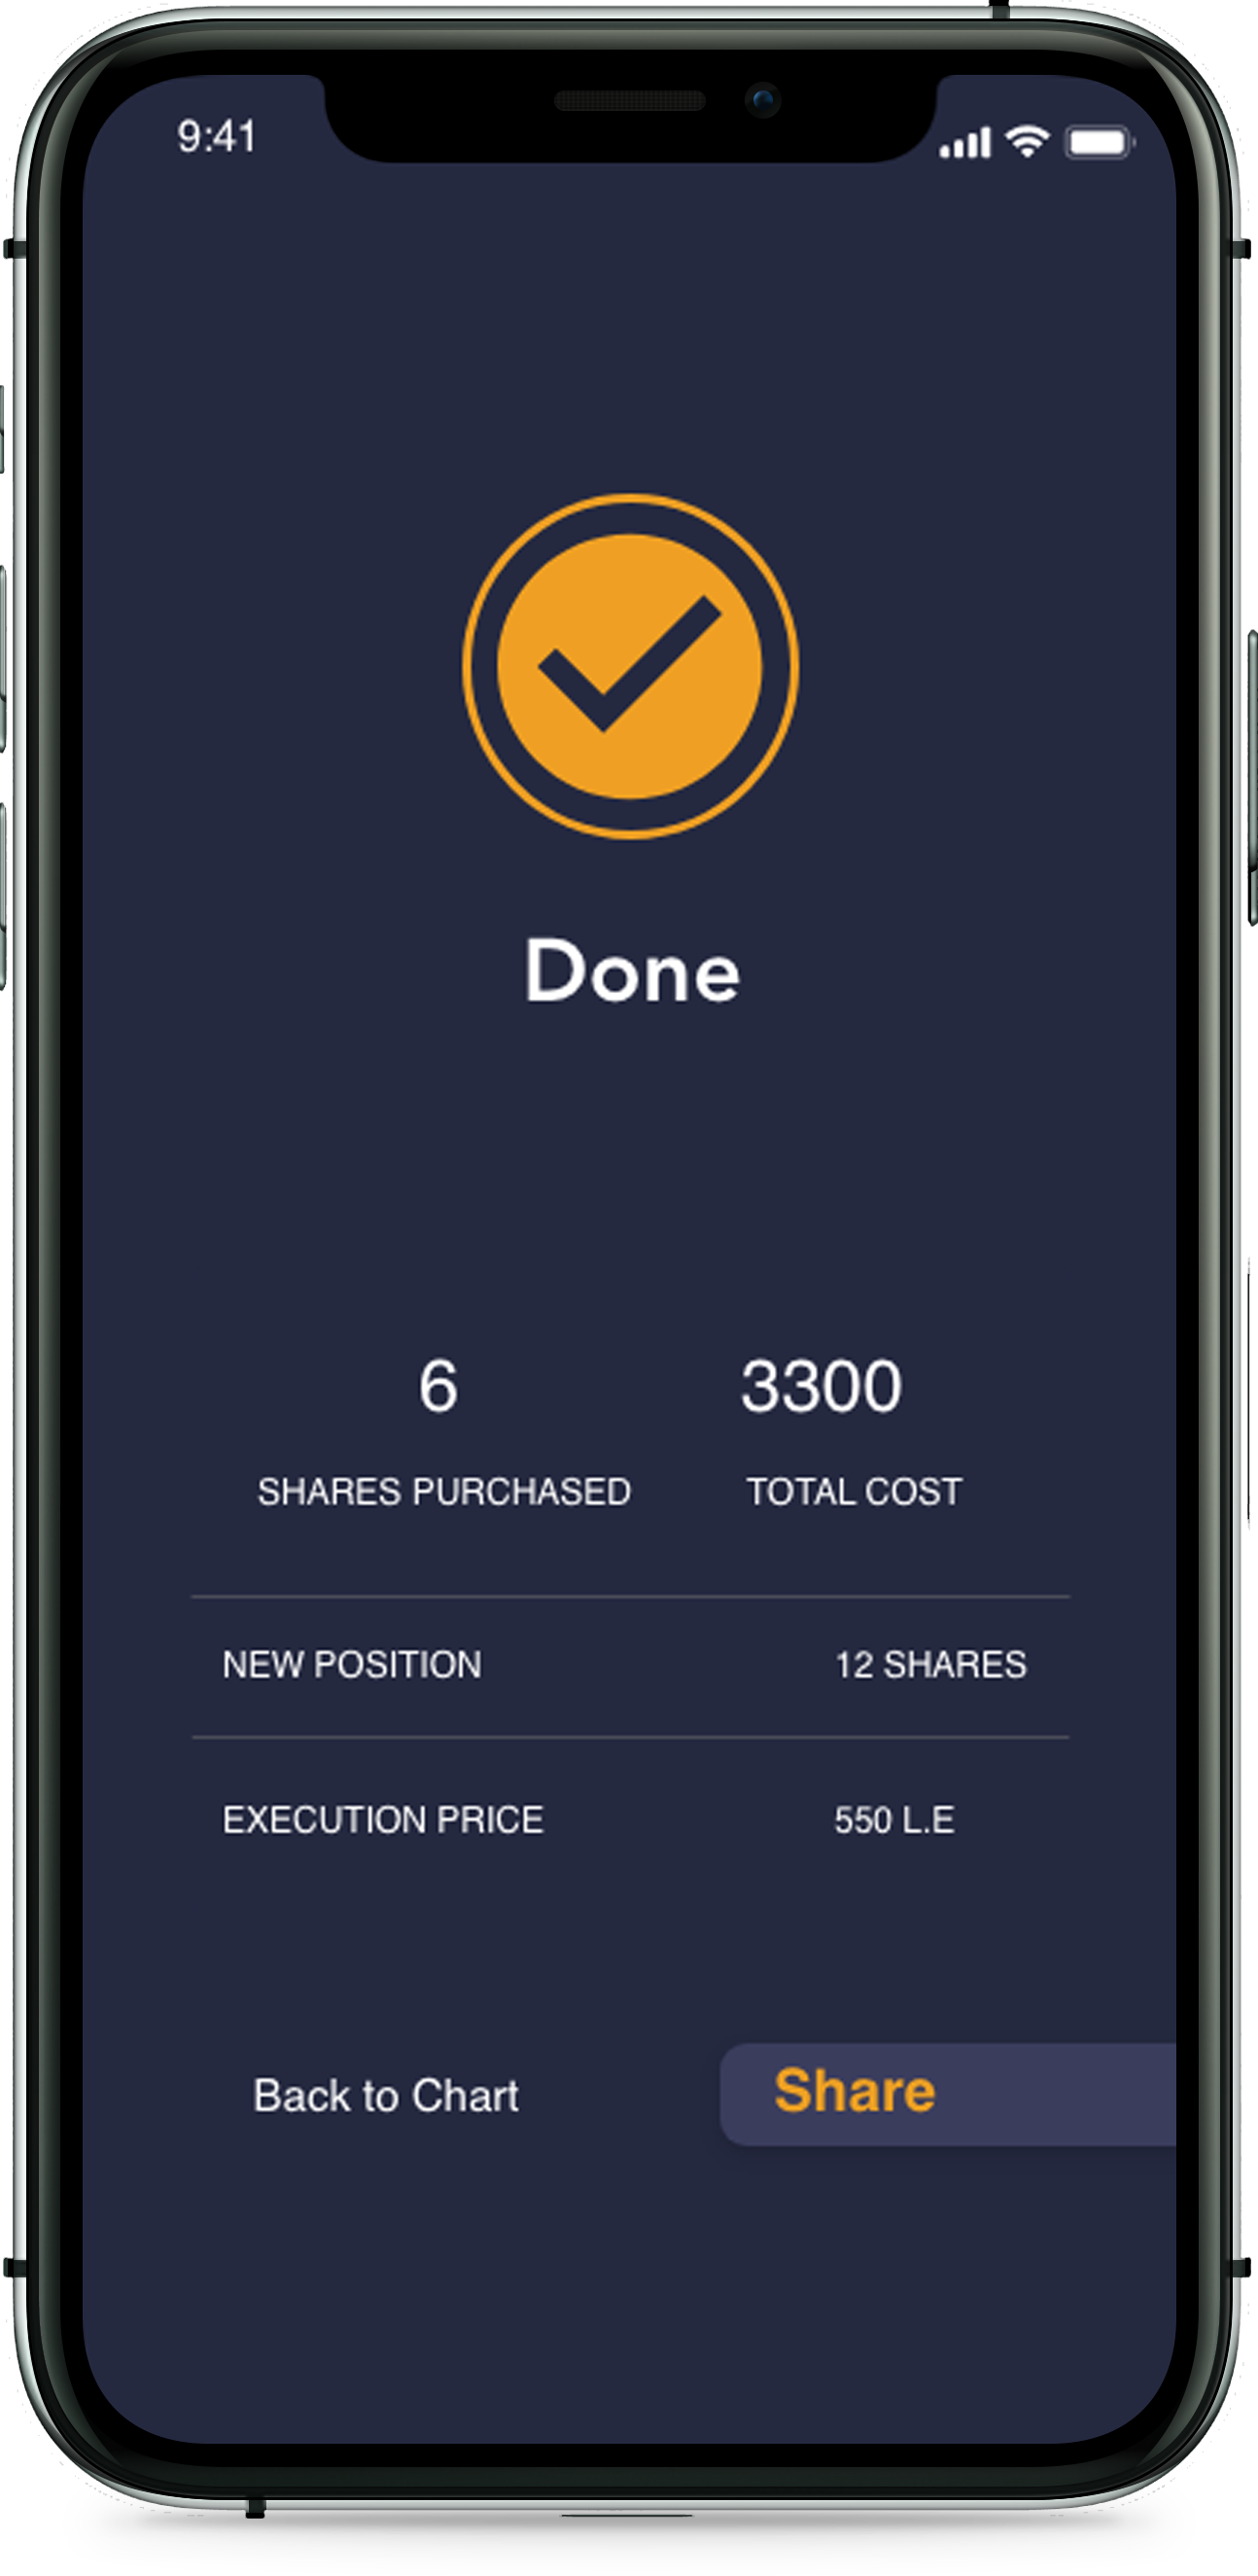 9:41
Done
6 3300
SHARES PURCHASED TOTAL COST
NEW POSITION 12 SHARES
EXECUTION PRICE 550 L.E
Back to Chart Share